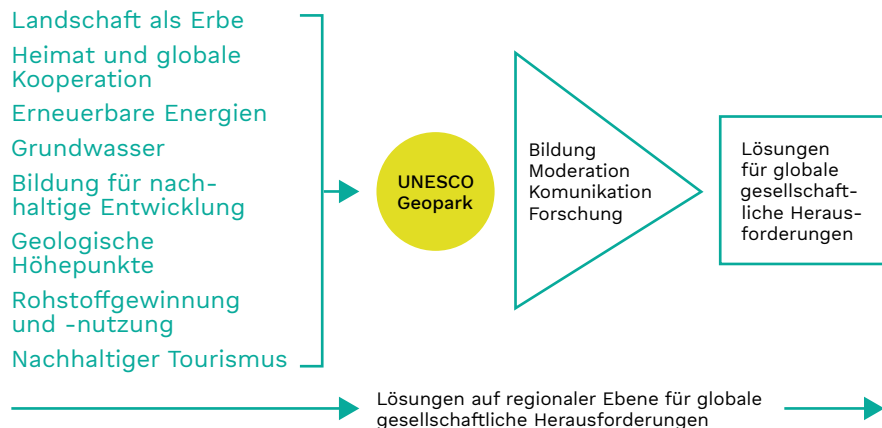 Landschaft als Erbe
Heimat und globale
Kooperation
Erneuerbare Energien
Grundwasser
Bildung für nach-
haltige Entwicklung
Geologische
Höhepunkte
Rohstoffgewinnung
und -nutzung
Nachhaltiger Tourismus
UNESCO
Geopark
Bildung
Moderation
Komunikation
Forschung
Lösungen
für globale
gesellschaft-
liche Heraus-
forderungen
Lösungen auf regionaler Ebene für globale
gesellschaftliche Herausforderungen